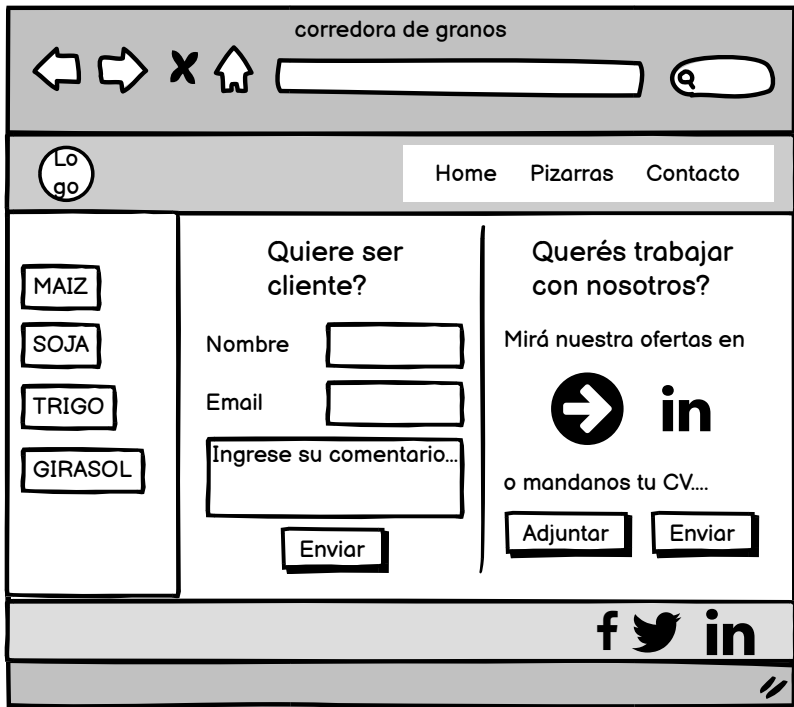 corredora de granos
Lo
go
Home Pizarras Contacto
MAIZ
SOJA
TRIGO
GIRASOL
Quiere ser
cliente?
Nombre
Email
Ingrese su comentario...
Enviar
Querés trabajar
con nosotros?
Mirá nuestra ofertas en
in
o mandanos tu CV....
Adjuntar Enviar
f in